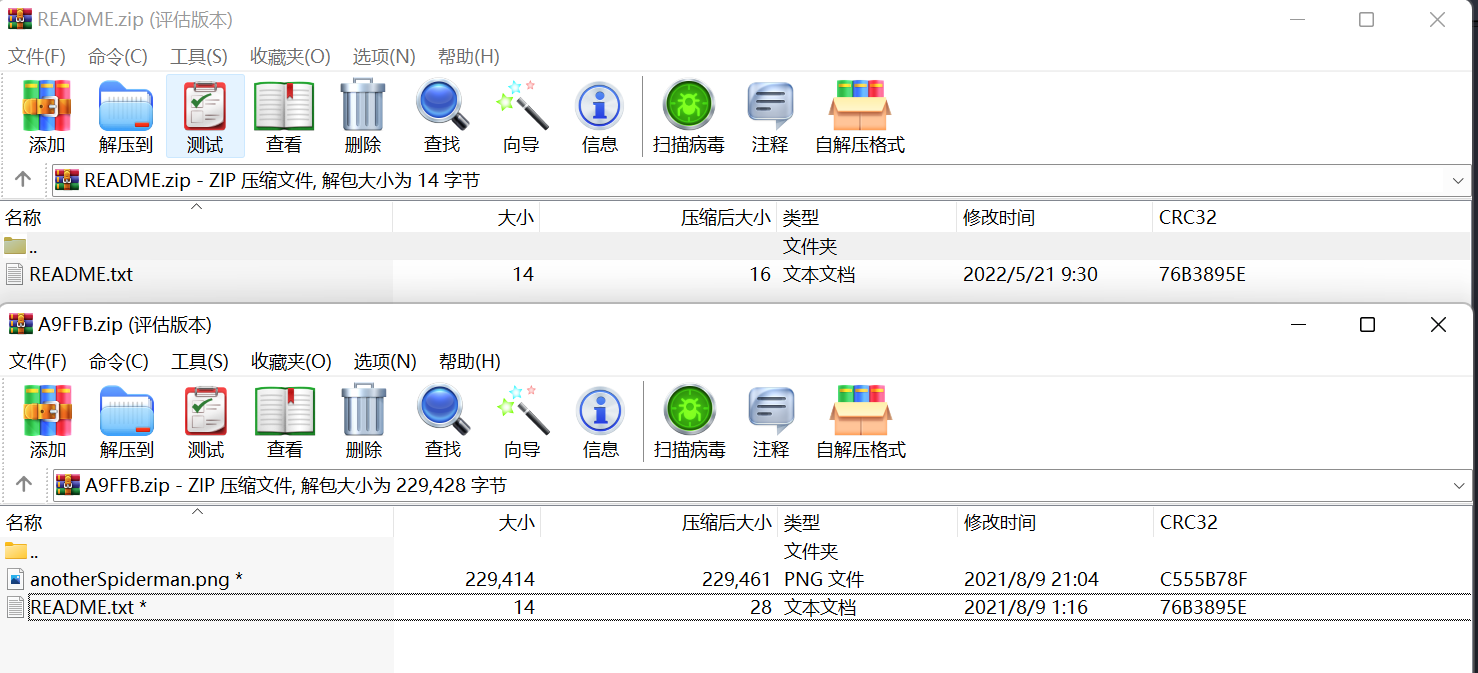 README.zip (评估版本)
文件(F) 命令(C) 工具(S) 收藏夹(O) 选项(N) 帮助(H)
添加 解压到 测试 查看 删除 查找 向导 信息 扫描病毒 注释 自解压格式
README.zip - ZIP 压缩文件, 解包大小为 14 字节
名称 大小 压缩后大小 类型 修改时间 CRC32
.. 文件夹
README.txt 14 16 文本文档 2022/5/21 9:30 76B3895E
A9FFB.zip (评估版本)
文件(F) 命令(C) 工具(S) 收藏夹(O) 选项(N) 帮助(H)
添加 解压到 测试 查看 删除 查找 向导 信息 扫描病毒 注释 自解压格式
A9FFB.zip - ZIP 压缩文件, 解包大小为 229,428 字节
名称 大小 压缩后大小 类型 修改时间 CRC32
.. 文件夹
anotherSpiderman.png * 229,414 229,461 PNG 文件 2021/8/9 21:04 C555B78F
README.txt * 14 28 文本文档 2021/8/9 1:16 76B3895E